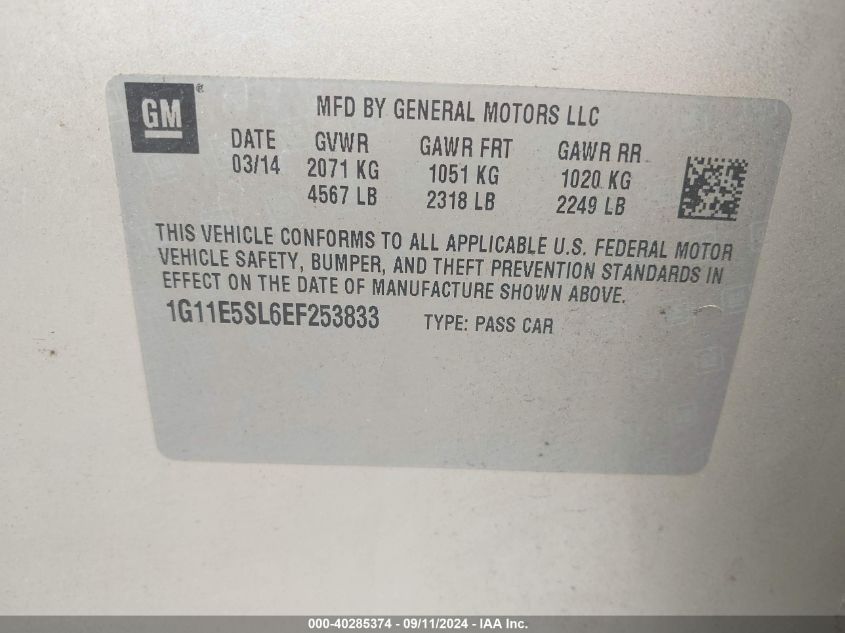 GM®
MFD BY GENERAL MOTORS LLC
DATE GVWR GAWR FRT GAWR RR
03/14 2071 KG 1051 KG 1020 KG
4567 LB 2318 LB 2249 LB
THIS VEHICLE CONFORMS TO ALL APPLICABLE U.S. FEDERAL MOTOR
VEHICLE SAFETY, BUMPER, AND THEFT PREVENTION STANDARDS IN
EFFECT ON THE DATE OF MANUFACTURE SHOWN ABOVE.
1G11E5SL6EF253833 TYPE: PASS CAR
000-40285374 - 09/11/2024 - IAA Inc.